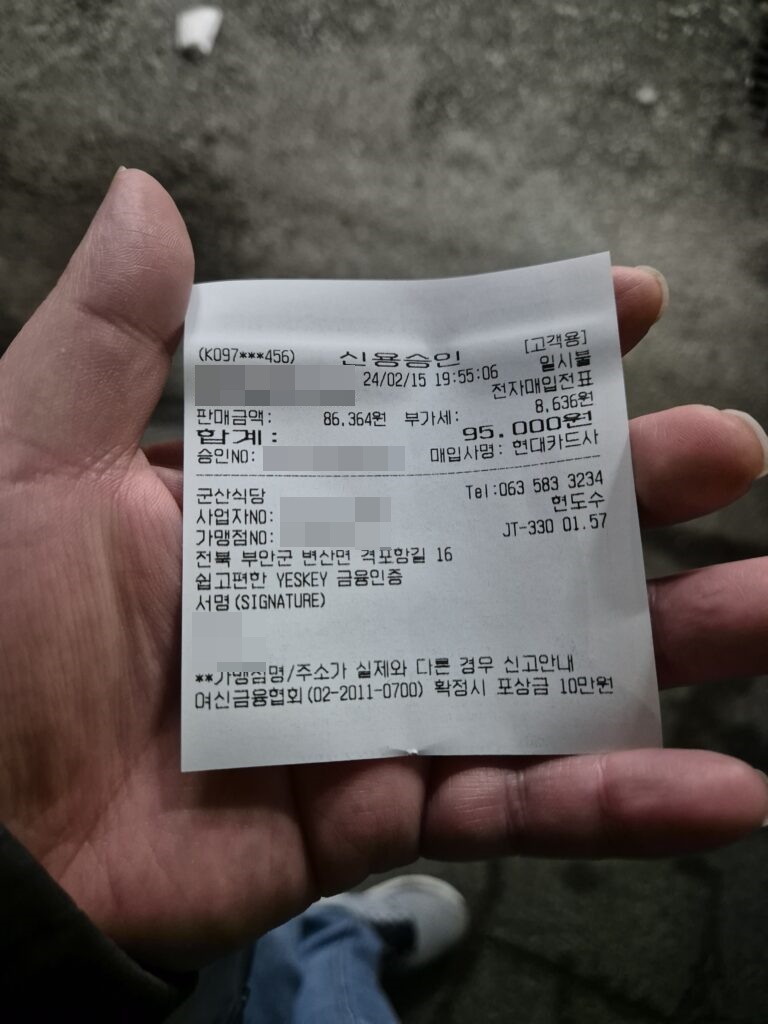 [고객용]
(K097***456) 신용승인 일시불
24/02/15 19:55:06 전자매입전표
판매금액: 86,364원 부가세: 8,636원
합계: 95,000원
승인NO: 매입사명: 현대카드사
군산식당 Tel:063 583 3234
사업자NO: 현도수
가맹점NO: JT-330 01.57
전북 부안군 변산면 격포항길 16
쉽고편한 YESKEY 금융인증
서명(SIGNATURE)
**가맹점명/주소가 실제와 다른 경우 신고안내
여신금융협회(02-2011-0700) 확정시 포상금 10만원